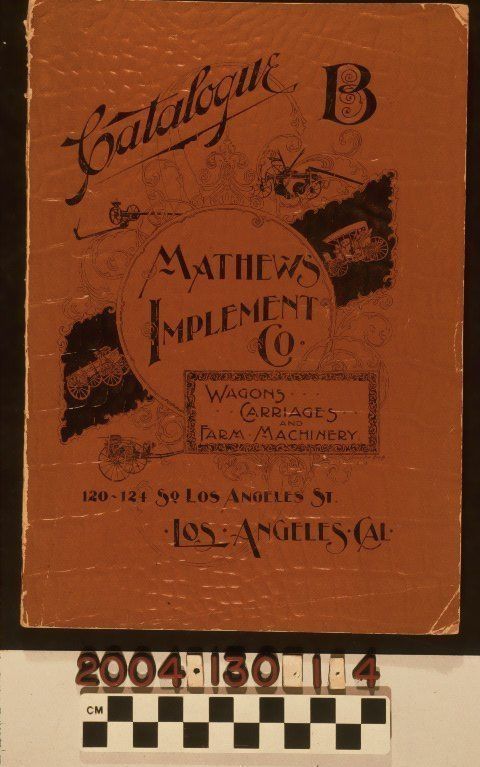 Catalogue B
MATHEWS
IMPLEMENT
CO.
WAGONS · · ·
· · CARRIAGES · ·
AND
FARM · MACHINERY
120-124 SO LOS ANGELES ST.
· LOS · ANGELES · CAL ·
2004.130.1.4
CM